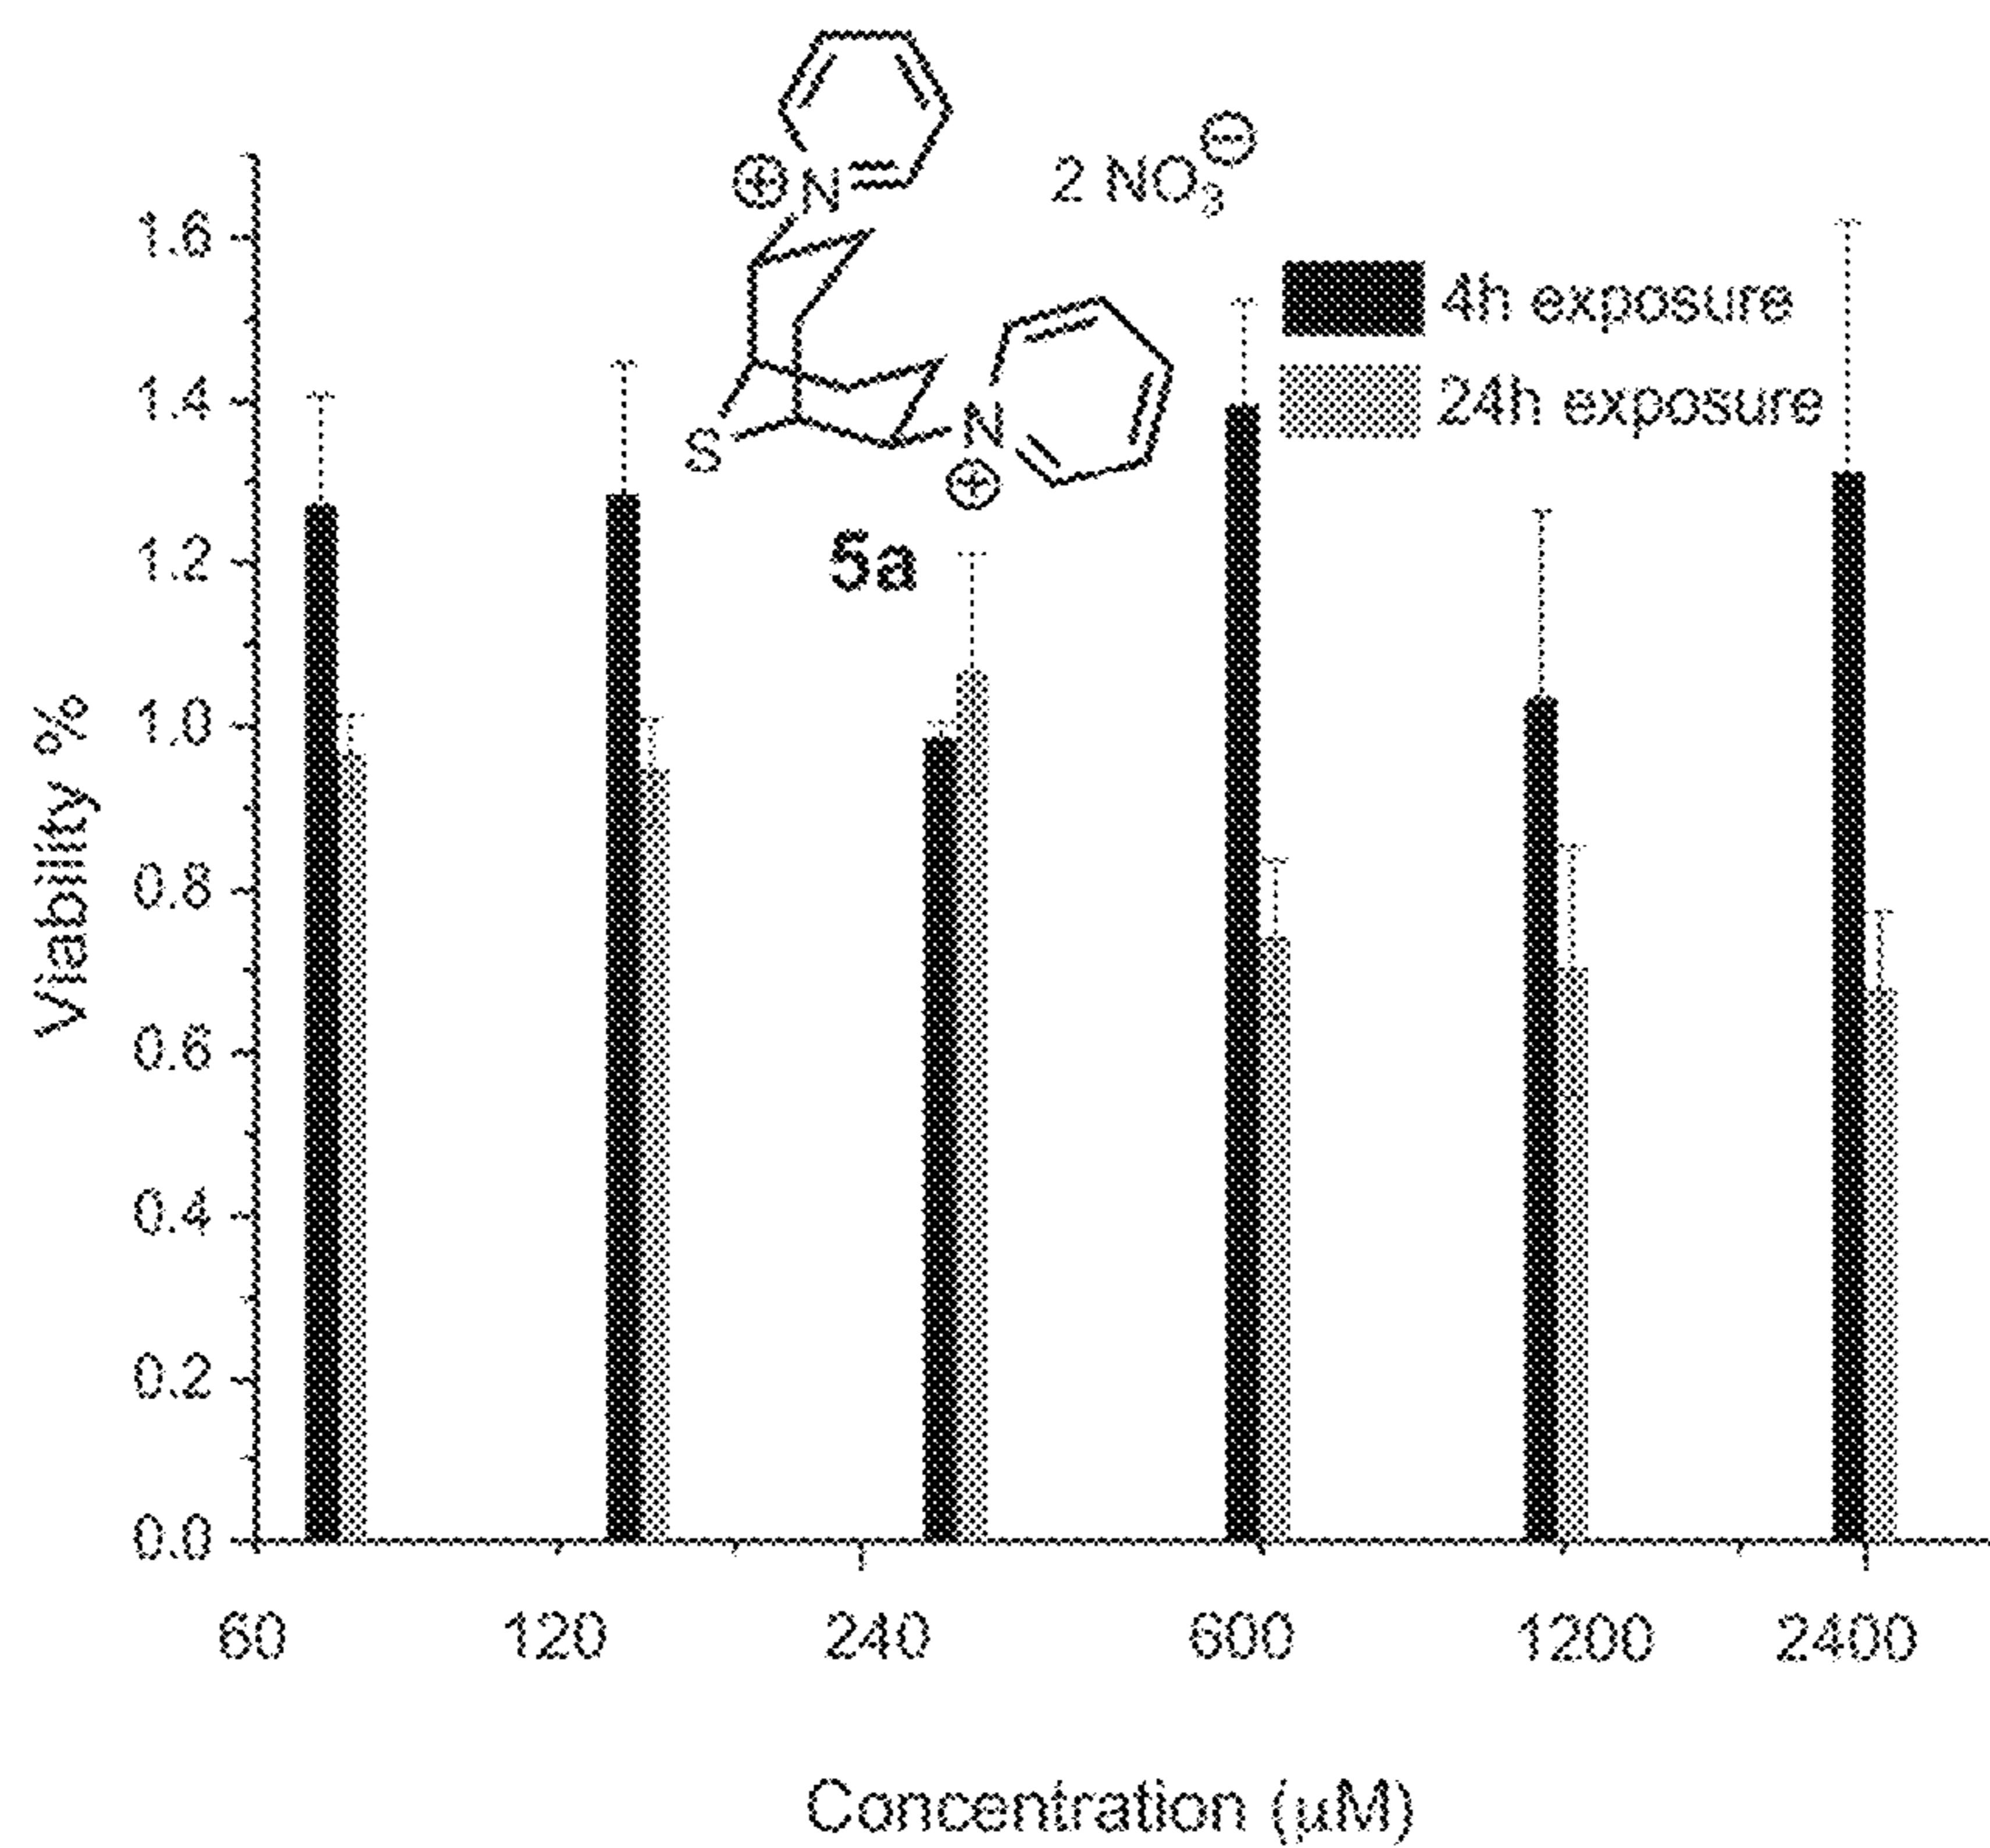 ⊕ N
2 NO3⊖
1.6
4h exposure
24h exposure
1.4
S
N
⊕
5a
1.2
1.0
0.8
0.6
0.4
0.2
0.0
Viability %
60 120 240 600 1200 2400
Concentration (µM)